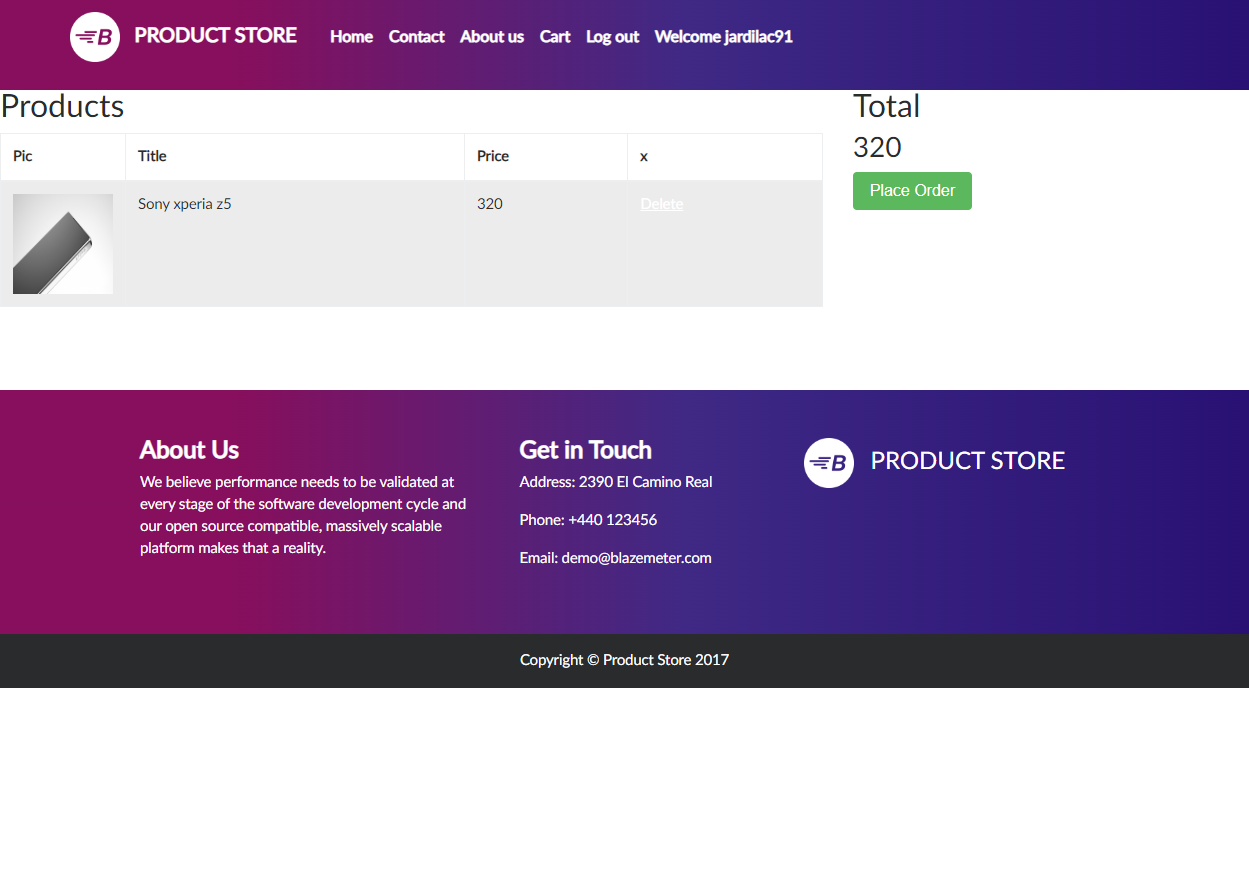 B PRODUCT STORE Home Contact About us Cart Log out Welcome jardilac91
Products
Pic Title Price x
Sony xperia z5 320 Delete
Total
320
Place Order
About Us
We believe performance needs to be validated at
every stage of the software development cycle and
our open source compatible, massively scalable
platform makes that a reality.
Get in Touch
Address: 2390 El Camino Real
Phone: +440 123456
Email: demo@blazemeter.com
B PRODUCT STORE
Copyright © Product Store 2017